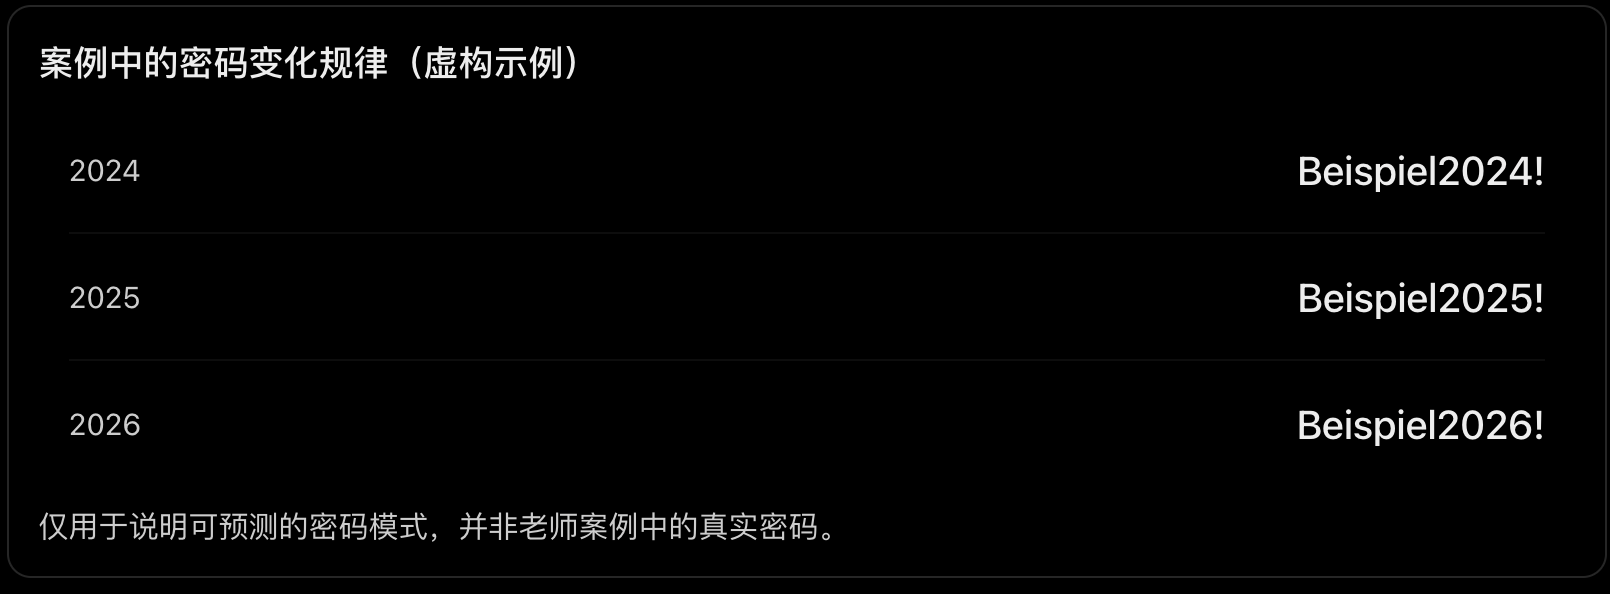 案例中的密码变化规律（虚构示例）
2024 Beispiel2024!
2025 Beispiel2025!
2026 Beispiel2026!
仅用于说明可预测的密码模式，并非老师案例中的真实密码。